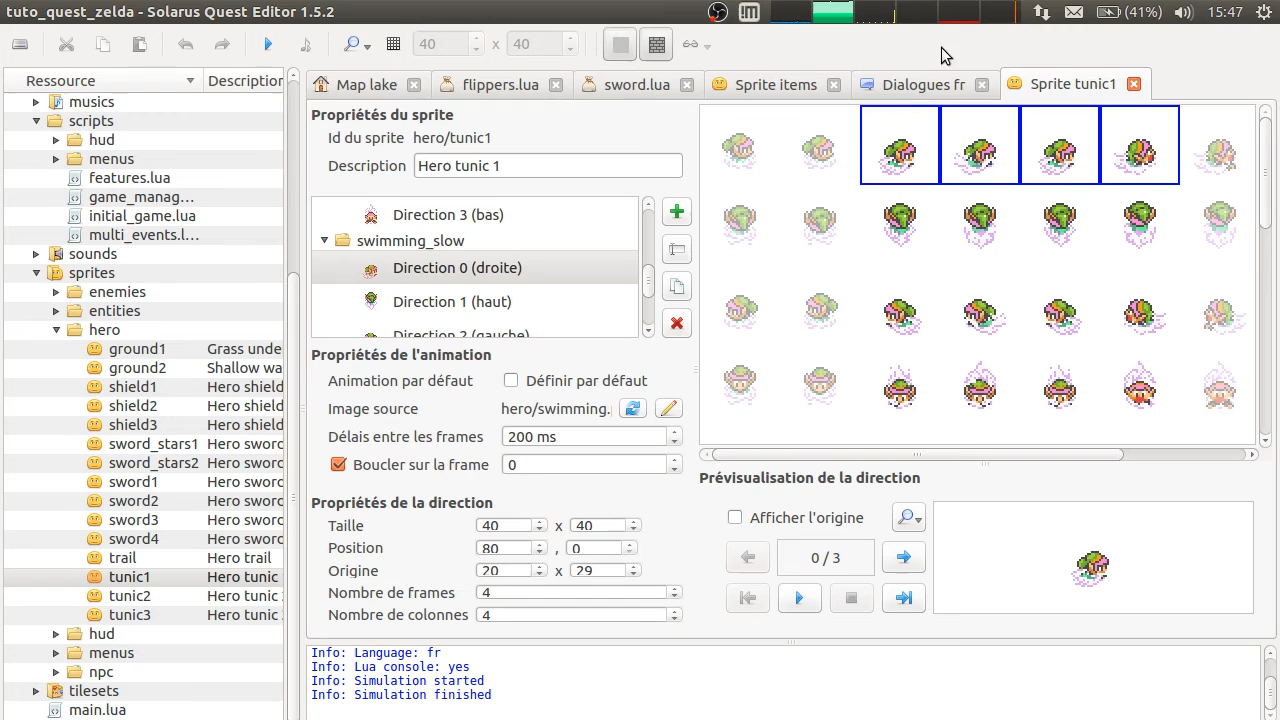 tuto_quest_zelda - Solarus Quest Editor 1.5.2
(41%)
15:47
40 x 40
Ressource
Description
musics
scripts
hud
menus
features.lua
game_manag...
initial_game.lua
multi_events.l...
sounds
sprites
enemies
entities
hero
ground1 Grass unde
ground2 Shallow wa
shield1 Hero shield
shield2 Hero shield
shield3 Hero shield
sword_stars1 Hero sword
sword_stars2 Hero sword
sword1 Hero sword
sword2 Hero sword
sword3 Hero sword
sword4 Hero sword
trail Hero trail
tunic1 Hero tunic
tunic2 Hero tunic
tunic3 Hero tunic
hud
menus
npc
tilesets
main.lua
Map lake
flippers.lua
sword.lua
Sprite items
Dialogues fr
Sprite tunic1
Propriétés du sprite
Id du sprite hero/tunic1
Description Hero tunic 1
Direction 3 (bas)
swimming_slow
Direction 0 (droite)
Direction 1 (haut)
Direction 2 (gauche)
Propriétés de l'animation
Animation par défaut Définir par défaut
Image source hero/swimming.
Délais entre les frames 200 ms
Boucler sur la frame 0
Propriétés de la direction
Taille 40 x 40
Position 80 , 0
Origine 20 x 29
Nombre de frames 4
Nombre de colonnes 4
Prévisualisation de la direction
Afficher l'origine
0 / 3
Info: Language: fr
Info: Lua console: yes
Info: Simulation started
Info: Simulation finished